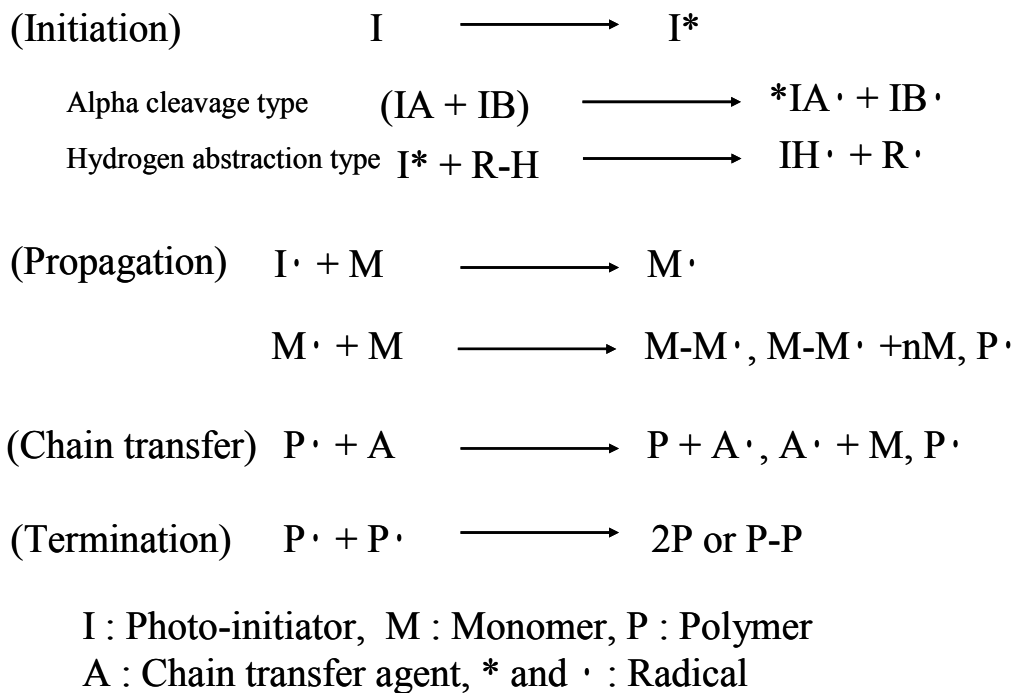 (Initiation) I ⟶ I*
Alpha cleavage type (IA + IB) ⟶ *IA· + IB·
Hydrogen abstraction type I* + R-H ⟶ IH· + R·
(Propagation) I· + M ⟶ M·
M· + M ⟶ M-M·, M-M· +nM, P·
(Chain transfer) P· + A ⟶ P + A·, A· + M, P·
(Termination) P· + P· ⟶ 2P or P-P
I : Photo-initiator, M : Monomer, P : Polymer
A : Chain transfer agent, * and · : Radical